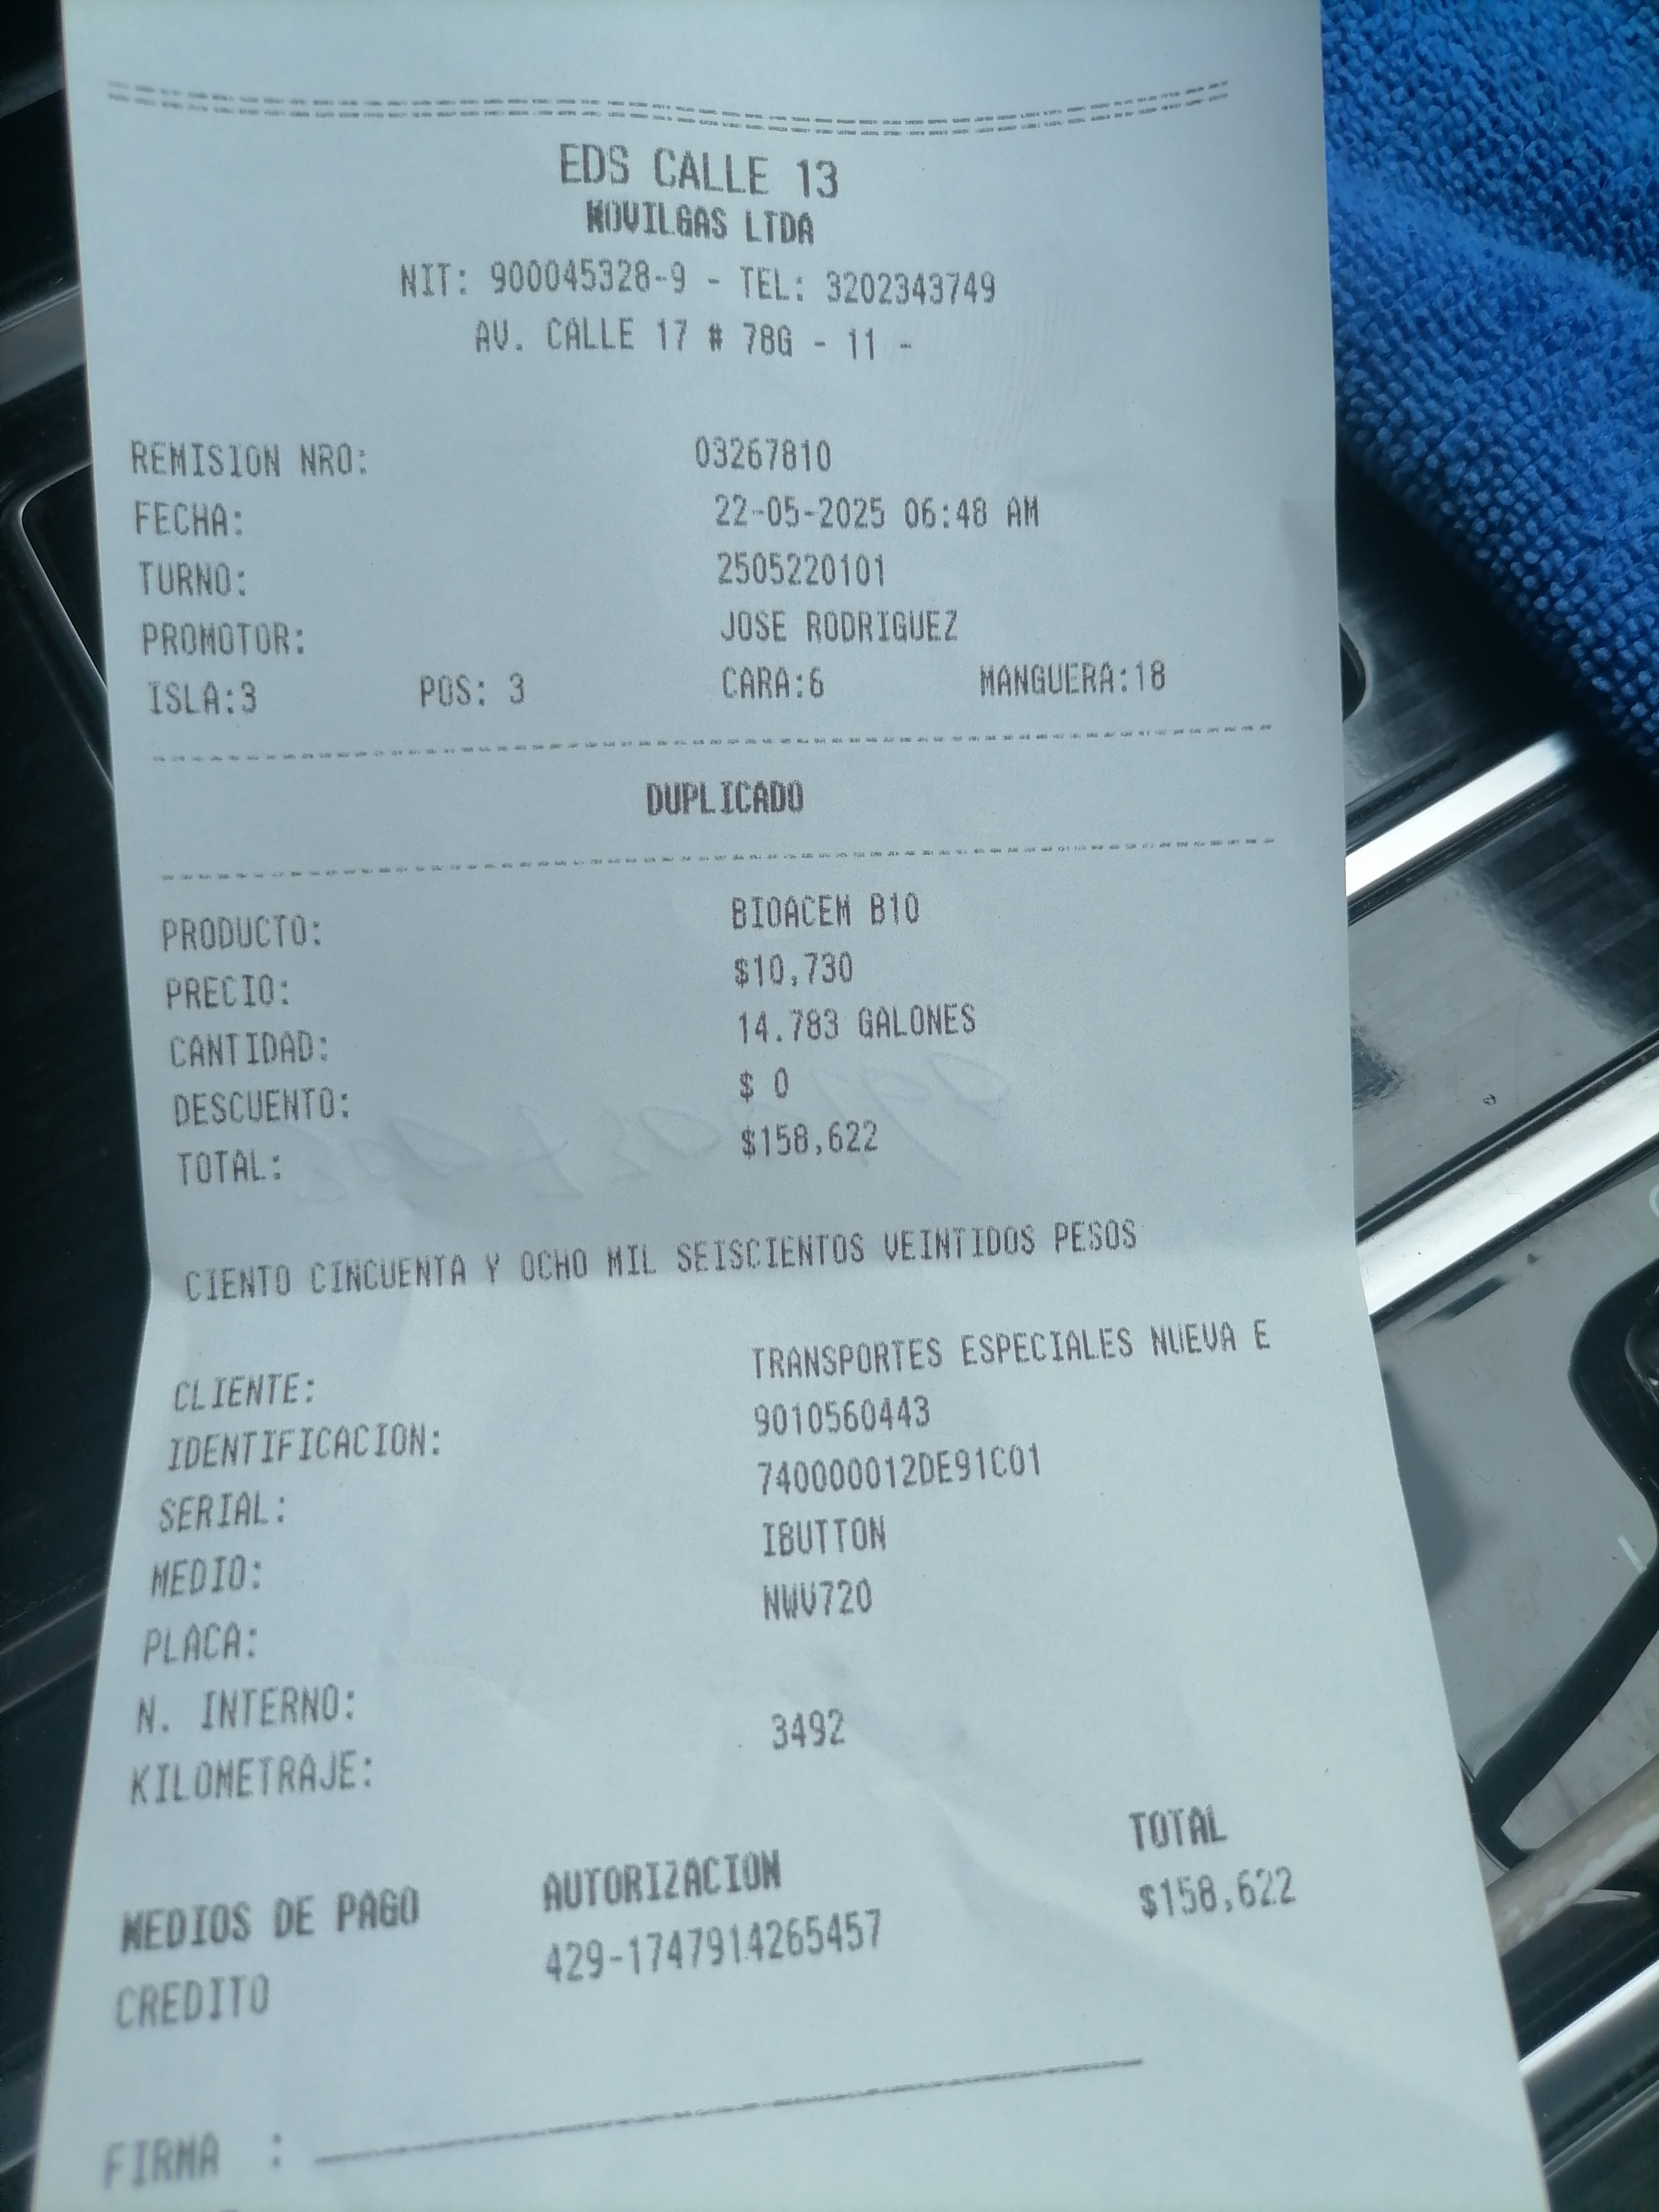 EDS CALLE 13
MOVILGAS LTDA
NIT: 900045328-9 - TEL: 3202343749
AV. CALLE 17 # 78G - 11 -
REMISION NRO: 03267810
FECHA: 22-05-2025 06:48 AM
TURNO: 2505220101
PROMOTOR: JOSE RODRIGUEZ
ISLA:3 POS: 3 CARA:6 MANGUERA:18
DUPLICADO
PRODUCTO: BIOACEM B10
PRECIO: $10,730
CANTIDAD: 14.783 GALONES
DESCUENTO: $ 0
TOTAL: $158,622
CIENTO CINCUENTA Y OCHO MIL SEISCIENTOS VEINTIDOS PESOS
CLIENTE: TRANSPORTES ESPECIALES NUEVA E
IDENTIFICACION: 9010560443
SERIAL: 740000012DE91C01
MEDIO: IBUTTON
PLACA: NWV720
N. INTERNO:
KILOMETRAJE: 3492
MEDIOS DE PAGO AUTORIZACION TOTAL
CREDITO 429-1747914265457 $158,622
FIRMA :